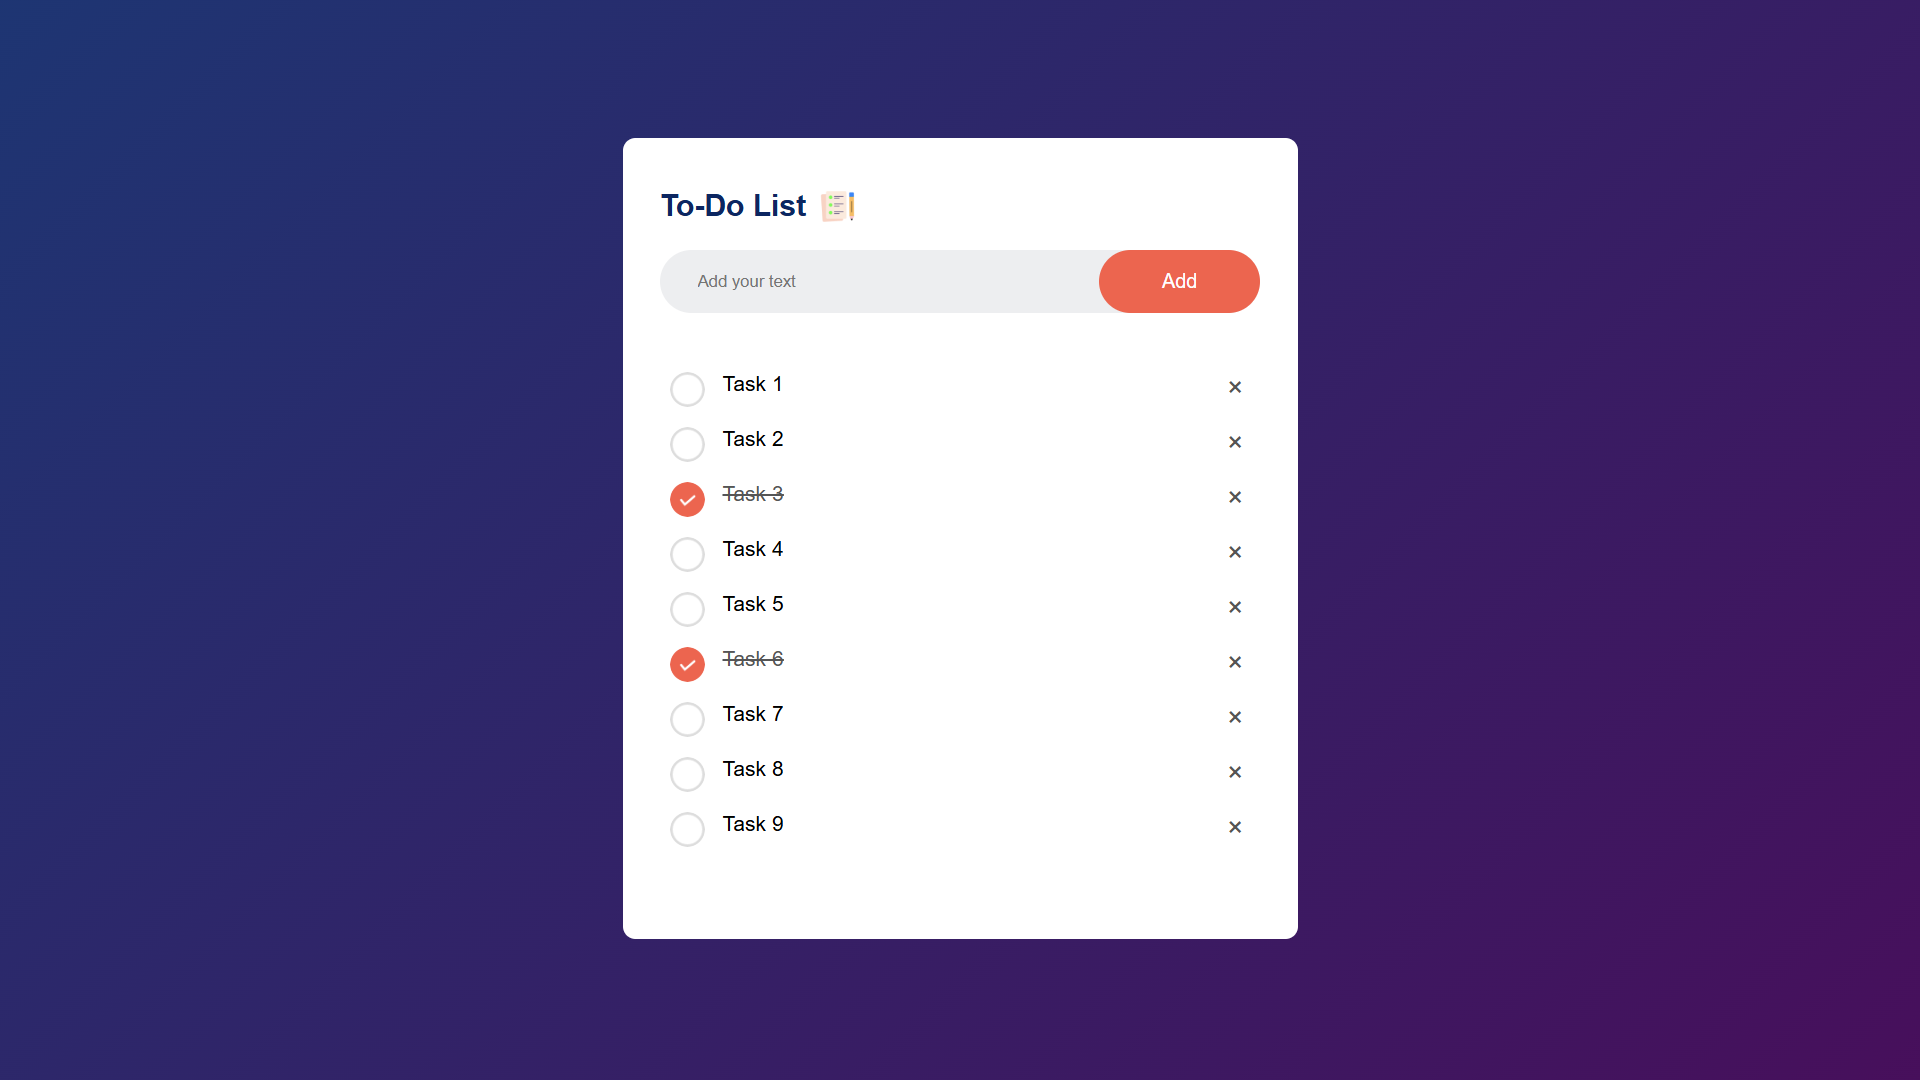 To-Do List
Add your text
Add
Task 1
Task 2
Task 3
Task 4
Task 5
Task 6
Task 7
Task 8
Task 9